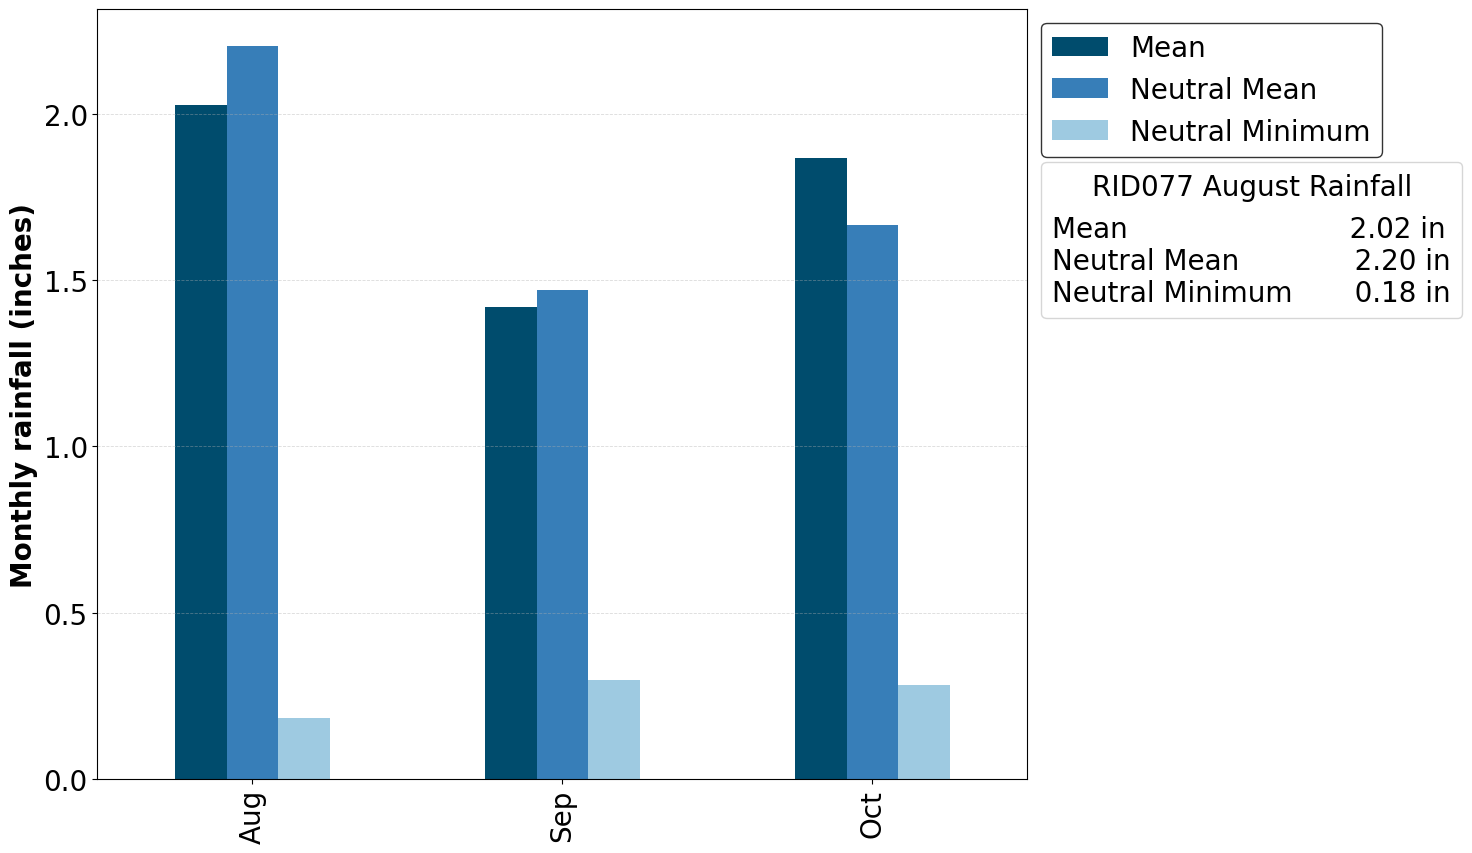 Monthly rainfall (inches)
2.0
1.5
1.0
0.5
0.0
Aug
Sep
Oct
Mean
Neutral Mean
Neutral Minimum
RID077 August Rainfall
Mean 2.02 in
Neutral Mean 2.20 in
Neutral Minimum 0.18 in